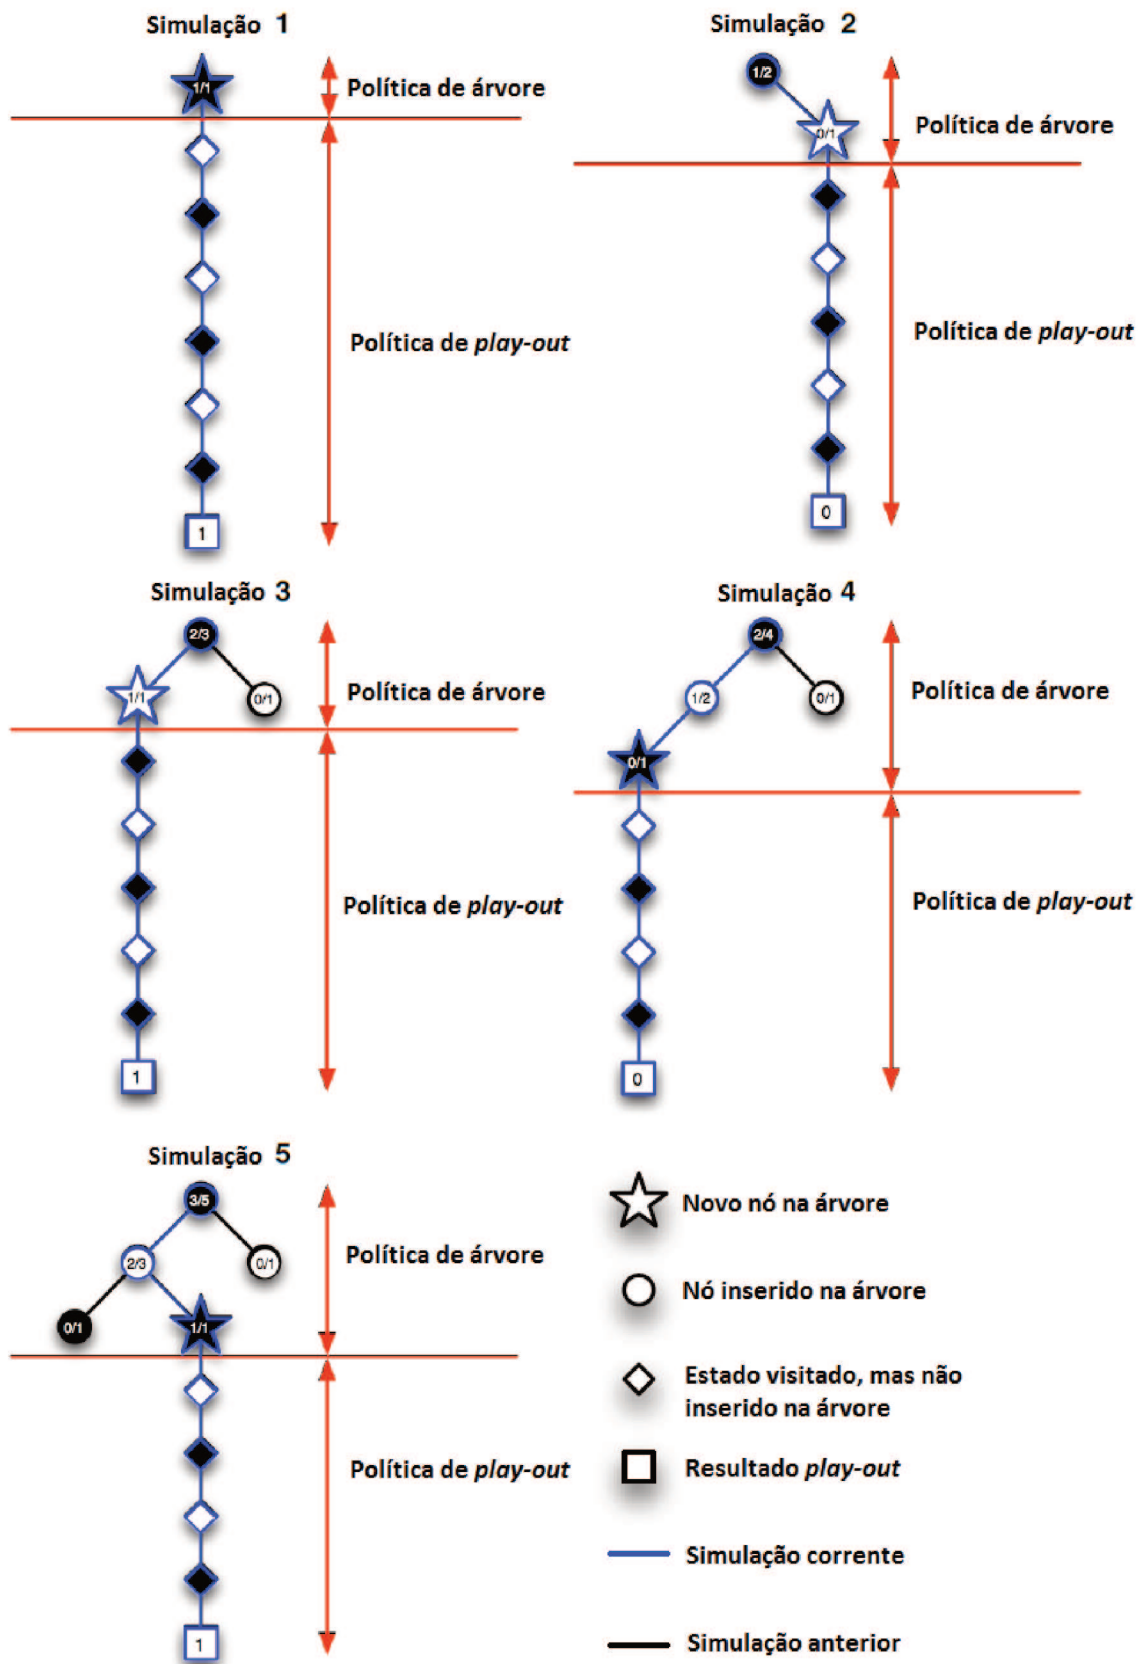 Simulação 1
1/1
Política de árvore
Política de play-out
1
Simulação 2
1/2
0/1
Política de árvore
Política de play-out
0
Simulação 3
2/3
1/1
0/1
Política de árvore
Política de play-out
1
Simulação 4
2/4
1/2
0/1
0/1
Política de árvore
Política de play-out
0
Simulação 5
3/5
2/3
0/1
0/1
1/1
Política de árvore
Política de play-out
1
Novo nó na árvore
Nó inserido na árvore
Estado visitado, mas não
inserido na árvore
Resultado play-out
Simulação corrente
Simulação anterior